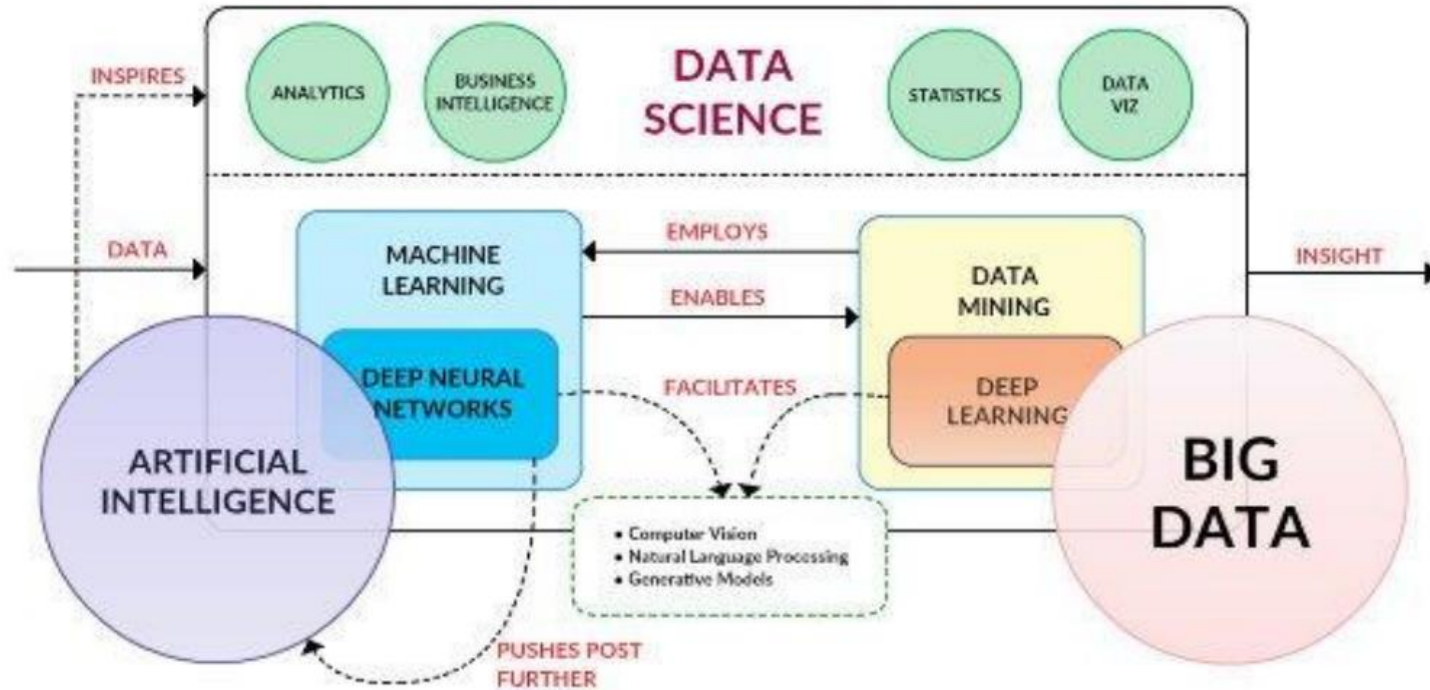 INSPIRES
ANALYTICS
BUSINESS
INTELLIGENCE
DATA
SCIENCE
STATISTICS
DATA
VIZ
DATA
MACHINE
LEARNING
EMPLOYS
ENABLES
DATA
MINING
INSIGHT
DEEP NEURAL
NETWORKS
FACILITATES
DEEP
LEARNING
ARTIFICIAL
INTELLIGENCE
BIG
DATA
• Computer Vision
• Natural Language Processing
• Generative Models
PUSHES POST
FURTHER